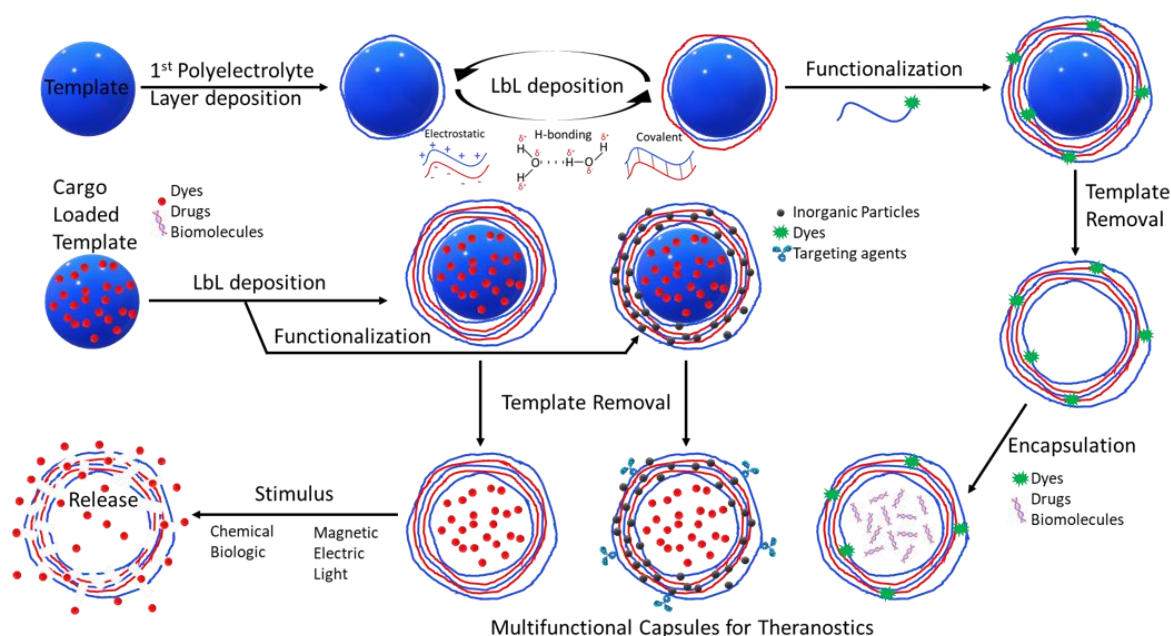 Template
1st Polyelectrolyte
Layer deposition
LbL deposition
Functionalization
Electrostatic
+ + + + +
- - - - -
H-bonding
δ+ H O δ- H δ+ H δ+ O δ- H δ+
Covalent
Template
Removal
Cargo
Loaded
Template
Dyes
Drugs
Biomolecules
LbL deposition
Functionalization
Inorganic Particles
Dyes
Targeting agents
Template Removal
Encapsulation
Dyes
Drugs
Biomolecules
Release
Stimulus
Chemical
Biologic
Magnetic
Electric
Light
Multifunctional Capsules for Theranostics